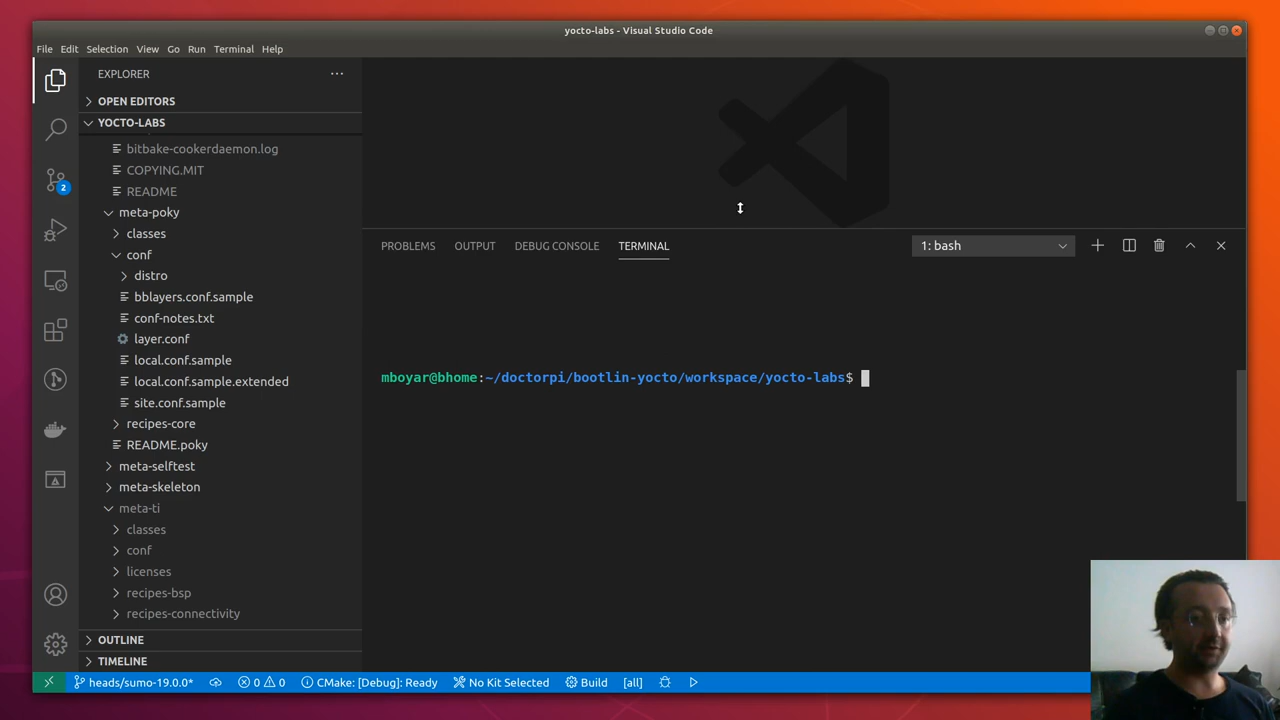 yocto-labs - Visual Studio Code
File Edit Selection View Go Run Terminal Help
EXPLORER
OPEN EDITORS
YOCTO-LABS
bitbake-cookerdaemon.log
COPYING.MIT
README
meta-poky
classes
conf
distro
bblayers.conf.sample
conf-notes.txt
layer.conf
local.conf.sample
local.conf.sample.extended
site.conf.sample
recipes-core
README.poky
meta-selftest
meta-skeleton
meta-ti
classes
conf
licenses
recipes-bsp
recipes-connectivity
OUTLINE
TIMELINE
2
PROBLEMS OUTPUT DEBUG CONSOLE TERMINAL 1: bash
mboyar@bhome:~/doctorpi/bootlin-yocto/workspace/yocto-labs$
heads/sumo-19.0.0* 0 0 CMake: [Debug]: Ready No Kit Selected Build [all]